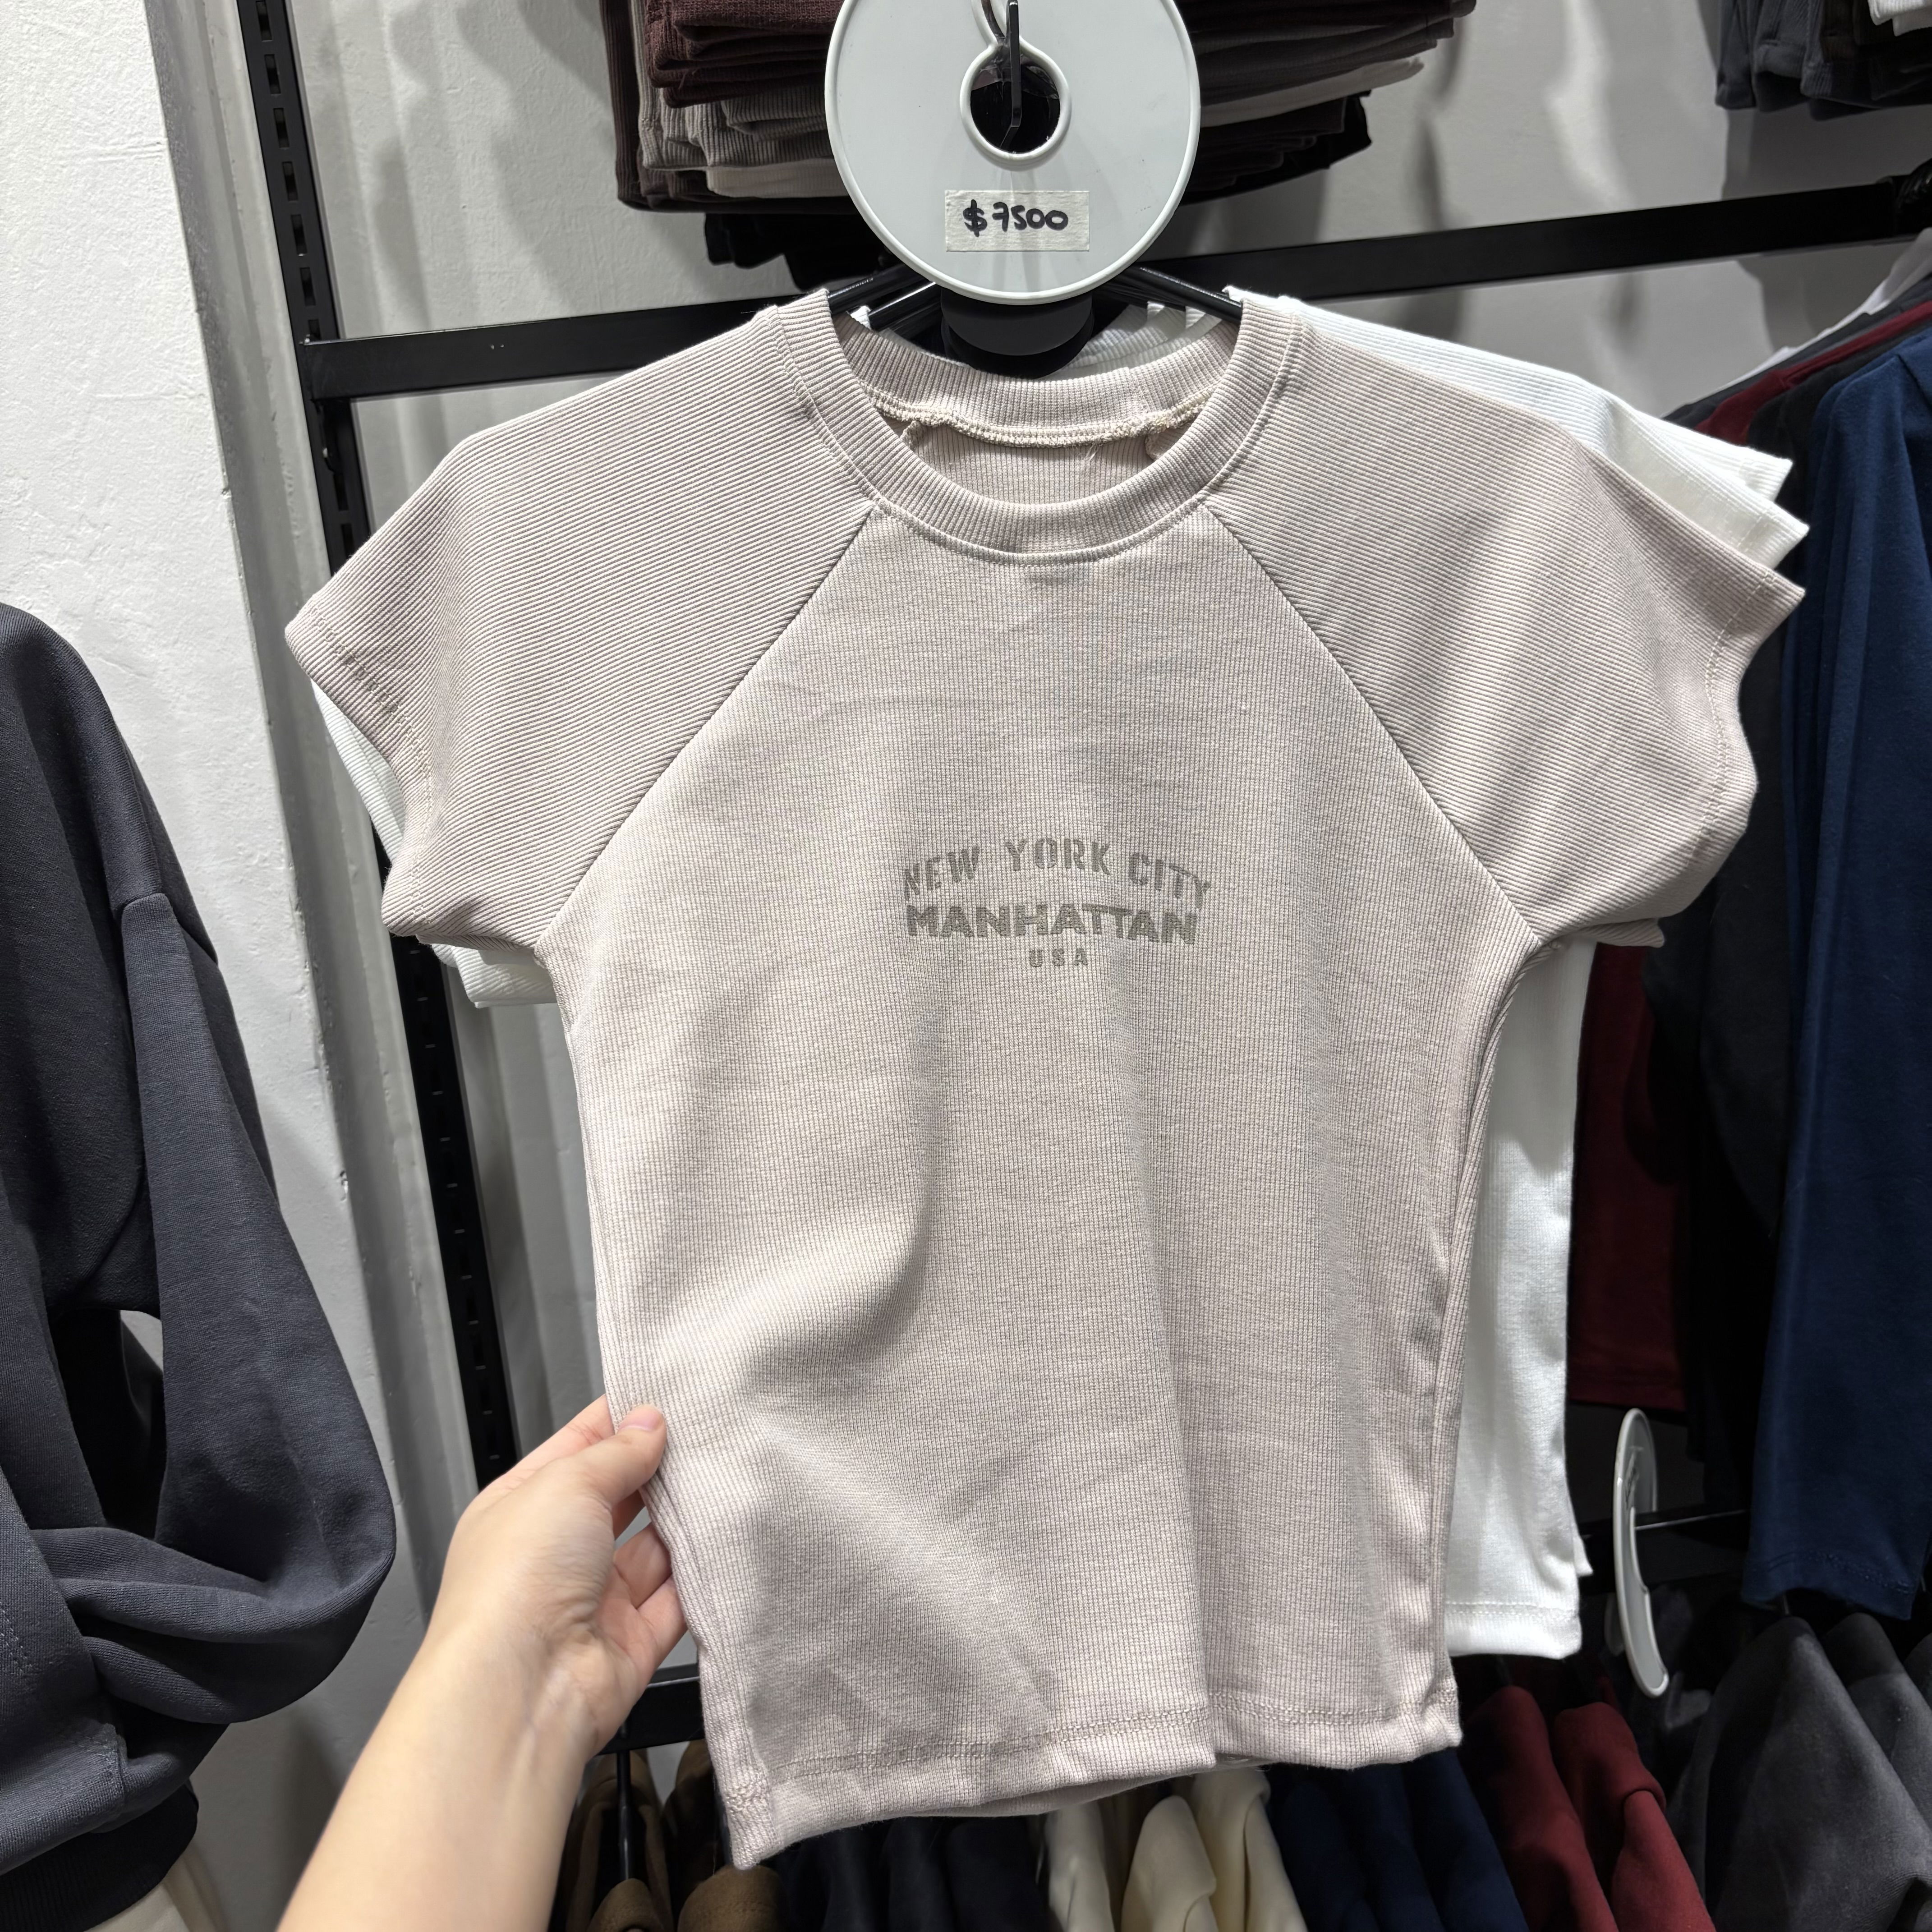 $7500
NEW YORK CITY
MANHATTAN
USA